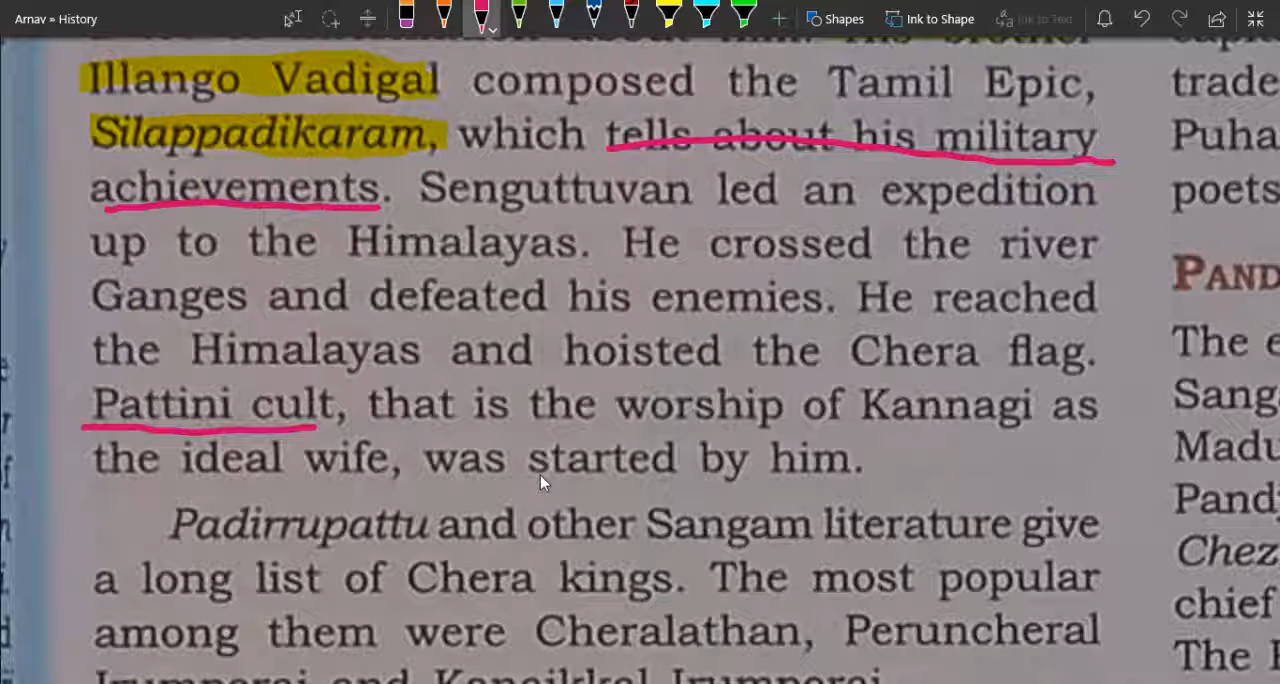 Arnav » History
Shapes
Ink to Shape
Ink to Text
Illango Vadigal composed the Tamil Epic,
Silappadikaram, which tells about his military
achievements. Senguttuvan led an expedition
up to the Himalayas. He crossed the river
Ganges and defeated his enemies. He reached
the Himalayas and hoisted the Chera flag.
Pattini cult, that is the worship of Kannagi as
the ideal wife, was started by him.
Padirrupattu and other Sangam literature give
a long list of Chera kings. The most popular
among them were Cheralathan, Peruncheral
trade
Puha
poets
PAND
The e
Sang
Madu
Pand
Chez
chief
The